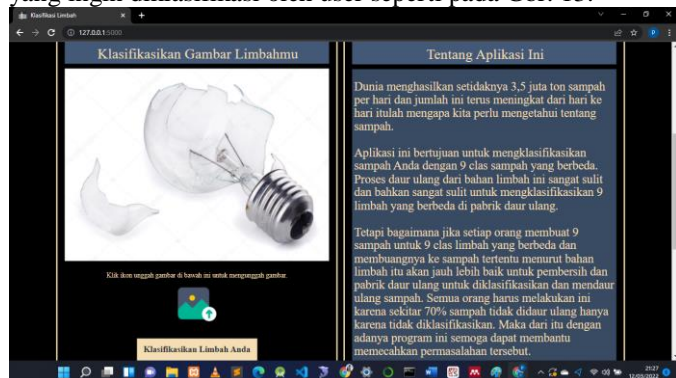 yang ingin diklasifikasi oleh user seperti pada Gbr. 15.
Klasifikasi Limbah
127.0.0.1:5000
Klasifikasikan Gambar Limbahmu
Klik ikon unggah gambar di bawah ini untuk mengunggah gambar.
Klasifikasikan Limbah Anda
Tentang Aplikasi Ini
Dunia menghasilkan setidaknya 3,5 juta ton sampah
per hari dan jumlah ini terus meningkat dari hari ke
hari itulah mengapa kita perlu mengetahui tentang
sampah.
Aplikasi ini bertujuan untuk mengklasifikasikan
sampah Anda dengan 9 clas sampah yang berbeda.
Proses daur ulang dari bahan limbah ini sangat sulit
dan bahkan sangat sulit untuk mengklasifikasikan 9
limbah yang berbeda di pabrik daur ulang.
Tetapi bagaimana jika setiap orang membuat 9
sampah untuk 9 clas limbah yang berbeda dan
membuangnya ke sampah tertentu menurut bahan
limbah itu akan jauh lebih baik untuk pembersih dan
pabrik daur ulang untuk diklasifikasikan dan mendaur
ulang sampah. Semua orang harus melakukan ini
karena sekitar 70% sampah tidak didaur ulang hanya
karena tidak diklasifikasikan. Maka dari itu dengan
adanya program ini semoga dapat membantu
memecahkan permasalahan tersebut.
21:27
12/03/2022